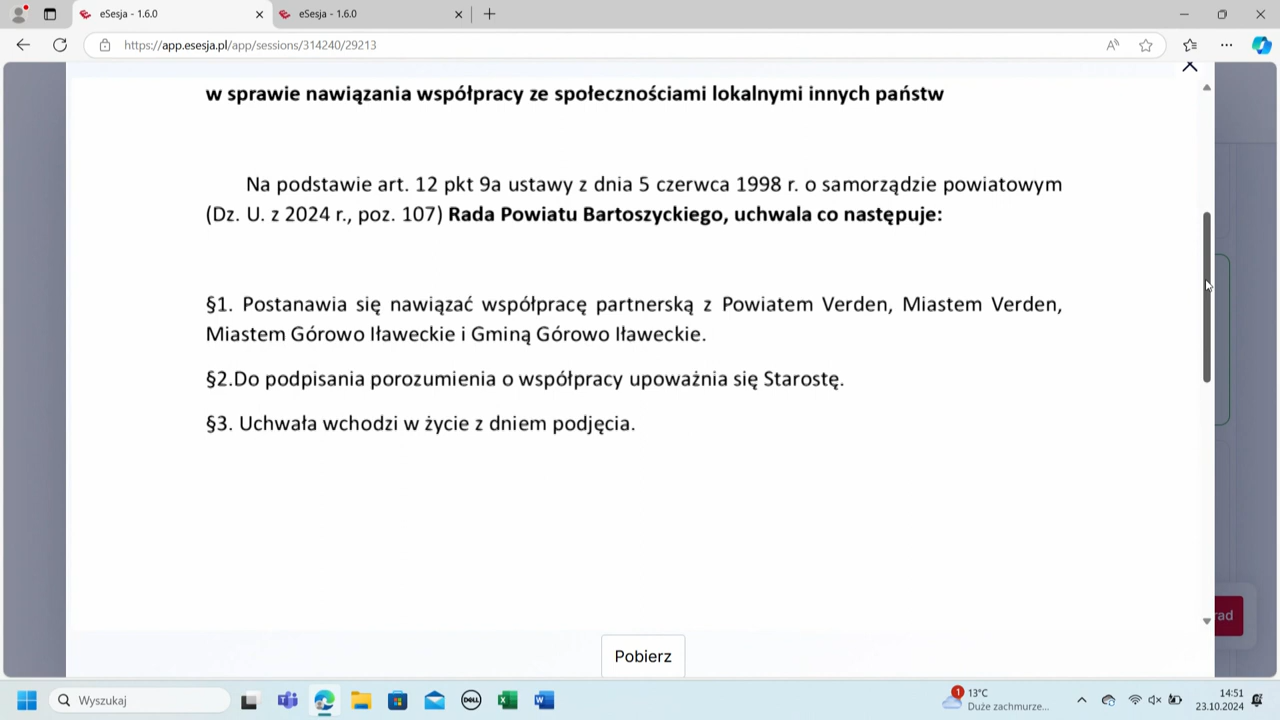 eSesja - 1.6.0
eSesja - 1.6.0
https://app.esesja.pl/app/sessions/314240/29213
w sprawie nawiązania współpracy ze społecznościami lokalnymi innych państw
Na podstawie art. 12 pkt 9a ustawy z dnia 5 czerwca 1998 r. o samorządzie powiatowym
(Dz. U. z 2024 r., poz. 107) Rada Powiatu Bartoszyckiego, uchwala co następuje:
§1. Postanawia się nawiązać współpracę partnerską z Powiatem Verden, Miastem Verden,
Miastem Górowo Iławeckie i Gminą Górowo Iławeckie.
§2.Do podpisania porozumienia o współpracy upoważnia się Starostę.
§3. Uchwała wchodzi w życie z dniem podjęcia.
rad
Pobierz
Wyszukaj
DELL
1
13°C
Duże zachmurze...
14:51
23.10.2024